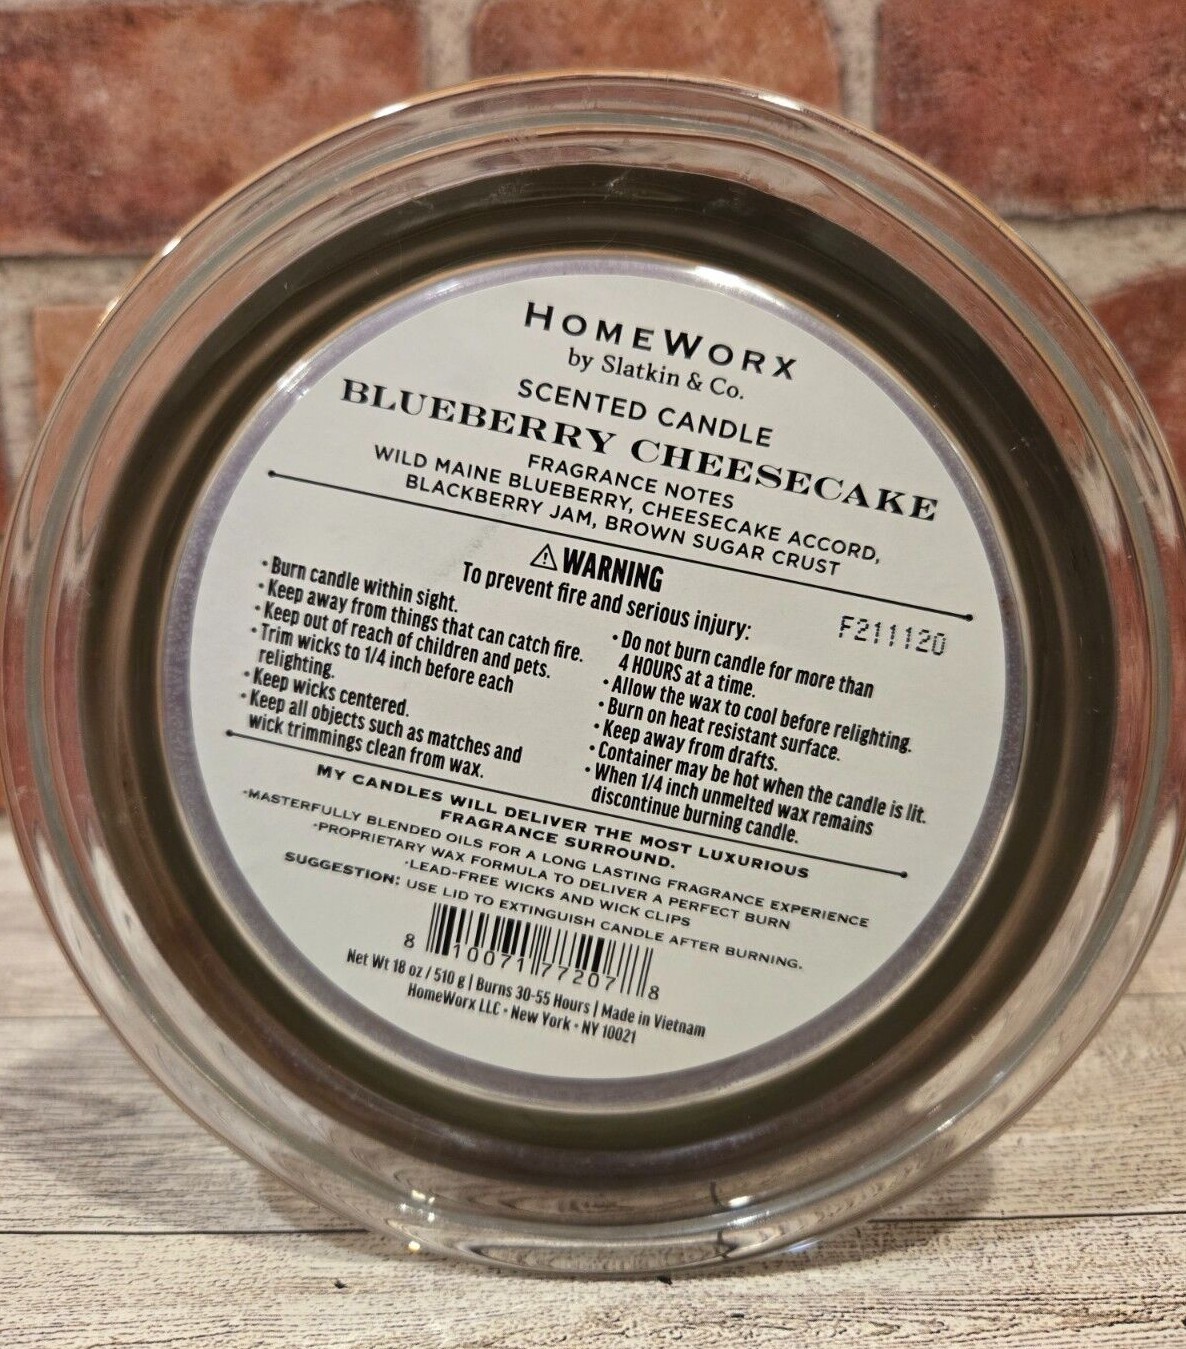 HOMEWORX
by Slatkin & Co.
SCENTED CANDLE
BLUEBERRY CHEESECAKE
FRAGRANCE NOTES
WILD MAINE BLUEBERRY, CHEESECAKE ACCORD,
BLACKBERRY JAM, BROWN SUGAR CRUST
⚠ WARNING
To prevent fire and serious injury:
F211120
• Burn candle within sight.
• Keep away from things that can catch fire.
• Keep out of reach of children and pets.
• Trim wicks to 1/4 inch before each
relighting.
• Keep wicks centered.
• Keep all objects such as matches and
wick trimmings clean from wax.
• Do not burn candle for more than
4 HOURS at a time.
• Allow the wax to cool before relighting.
• Burn on heat resistant surface.
• Keep away from drafts.
• Container may be hot when the candle is lit.
• When 1/4 inch unmelted wax remains
discontinue burning candle.
MY CANDLES WILL DELIVER THE MOST LUXURIOUS
FRAGRANCE SURROUND.
•MASTERFULLY BLENDED OILS FOR A LONG LASTING FRAGRANCE EXPERIENCE
•PROPRIETARY WAX FORMULA TO DELIVER A PERFECT BURN
•LEAD-FREE WICKS AND WICK CLIPS
SUGGESTION: USE LID TO EXTINGUISH CANDLE AFTER BURNING.
8 10071 77207 8
Net Wt 18 oz / 510 g | Burns 30-55 Hours | Made in Vietnam
HomeWorx LLC • New York • NY 10021